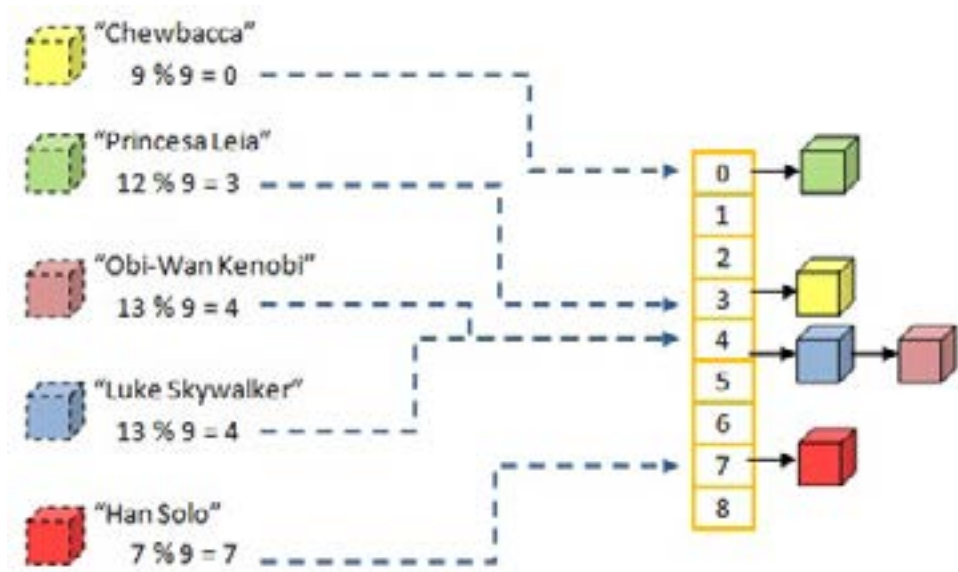 "Chewbacca"
9 % 9 = 0
"Princesa Leia"
12 % 9 = 3
"Obi-Wan Kenobi"
13 % 9 = 4
"Luke Skywalker"
13 % 9 = 4
"Han Solo"
7 % 9 = 7
0
1
2
3
4
5
6
7
8